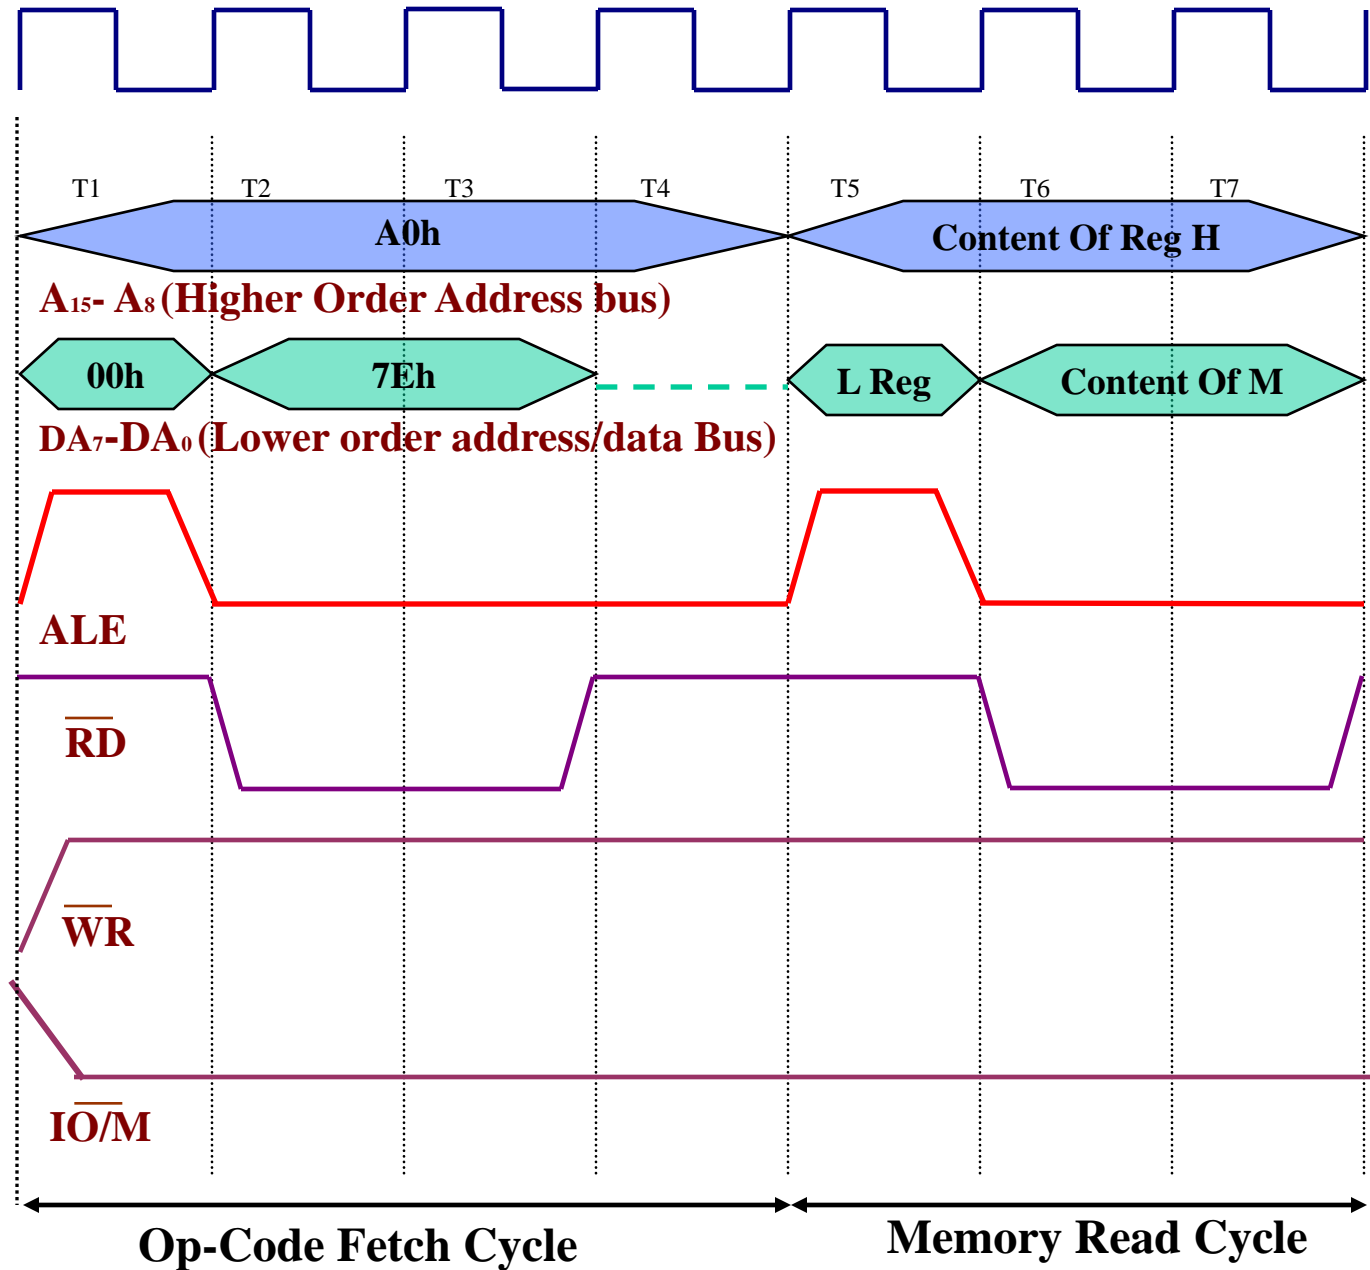 T1 T2 T3 T4 T5 T6 T7
A0h Content Of Reg H
A₁₅- A₈ (Higher Order Address bus)
00h 7Eh L Reg Content Of M
DA₇-DA₀ (Lower order address/data Bus)
ALE
R̅D̅
W̅R̅
IO̅/̅M
Op-Code Fetch Cycle Memory Read Cycle